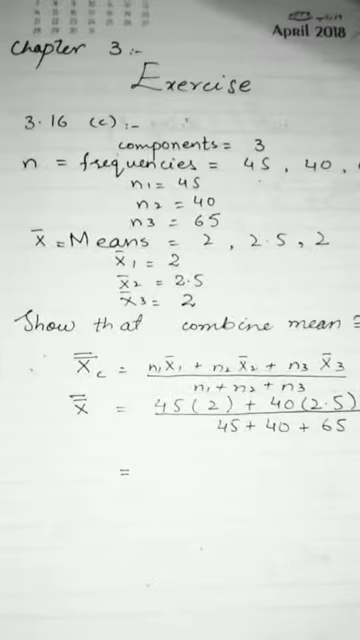 April 2018
Chapter 3:-
Exercise
3.16 (c):-
components = 3
n = frequencies = 45, 40,
n1 = 45
n2 = 40
n3 = 65
x̄ = Means = 2, 2.5, 2
x̄1 = 2
x̄2 = 2.5
x̄3 = 2
Show that combine mean =
x̿c = n1x̄1 + n2x̄2 + n3x̄3
n1 + n2 + n3
x̿ = 45(2) + 40(2.5)
45 + 40 + 65
=